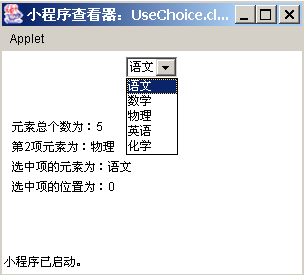 小程序查看器：UseChoice.cl...
Applet
语文
语文
数学
物理
英语
化学
元素总个数为：5
第2项元素为：物理
选中项的元素为：语文
选中项的位置为：0
小程序已启动。